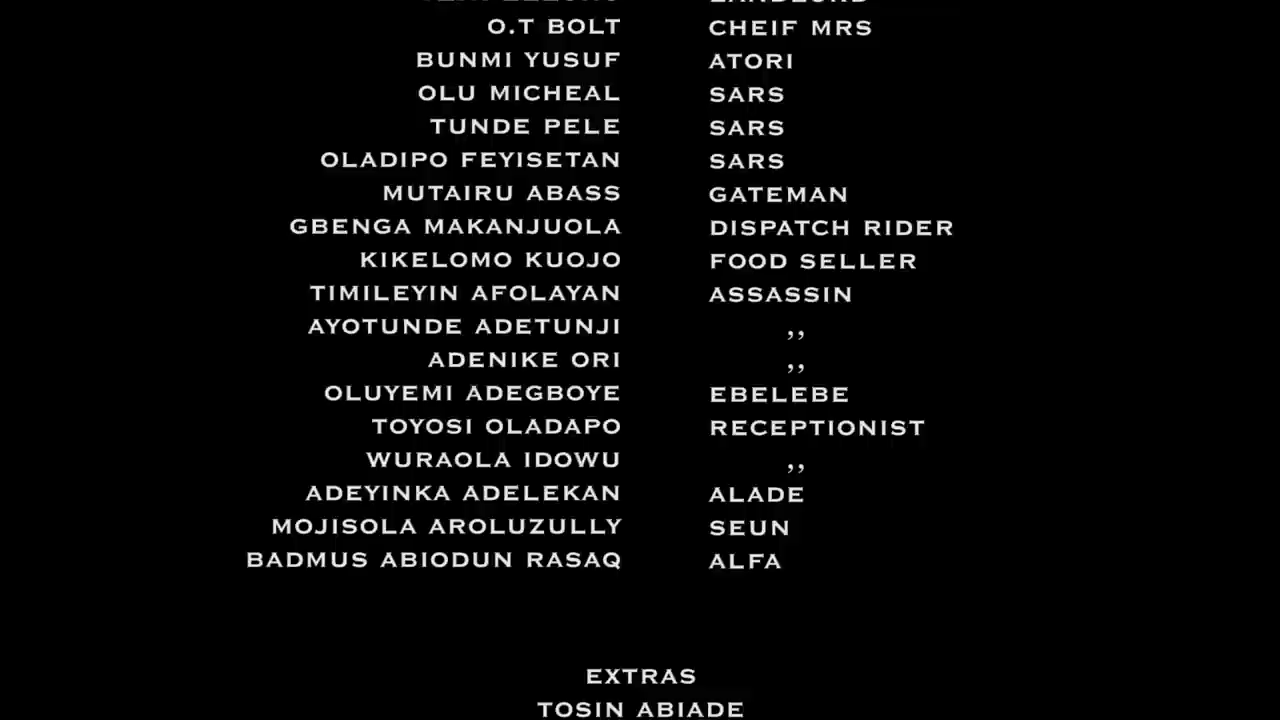 O.T BOLT CHEIF MRS
BUNMI YUSUF ATORI
OLU MICHEAL SARS
TUNDE PELE SARS
OLADIPO FEYISETAN SARS
MUTAIRU ABASS GATEMAN
GBENGA MAKANJUOLA DISPATCH RIDER
KIKELOMO KUOJO FOOD SELLER
TIMILEYIN AFOLAYAN ASSASSIN
AYOTUNDE ADETUNJI ,,
ADENIKE ORI ,,
OLUYEMI ADEGBOYE EBELEBE
TOYOSI OLADAPO RECEPTIONIST
WURAOLA IDOWU ,,
ADEYINKA ADELEKAN ALADE
MOJISOLA AROLUZULLY SEUN
BADMUS ABIODUN RASAQ ALFA
EXTRAS
TOSIN ABIADE